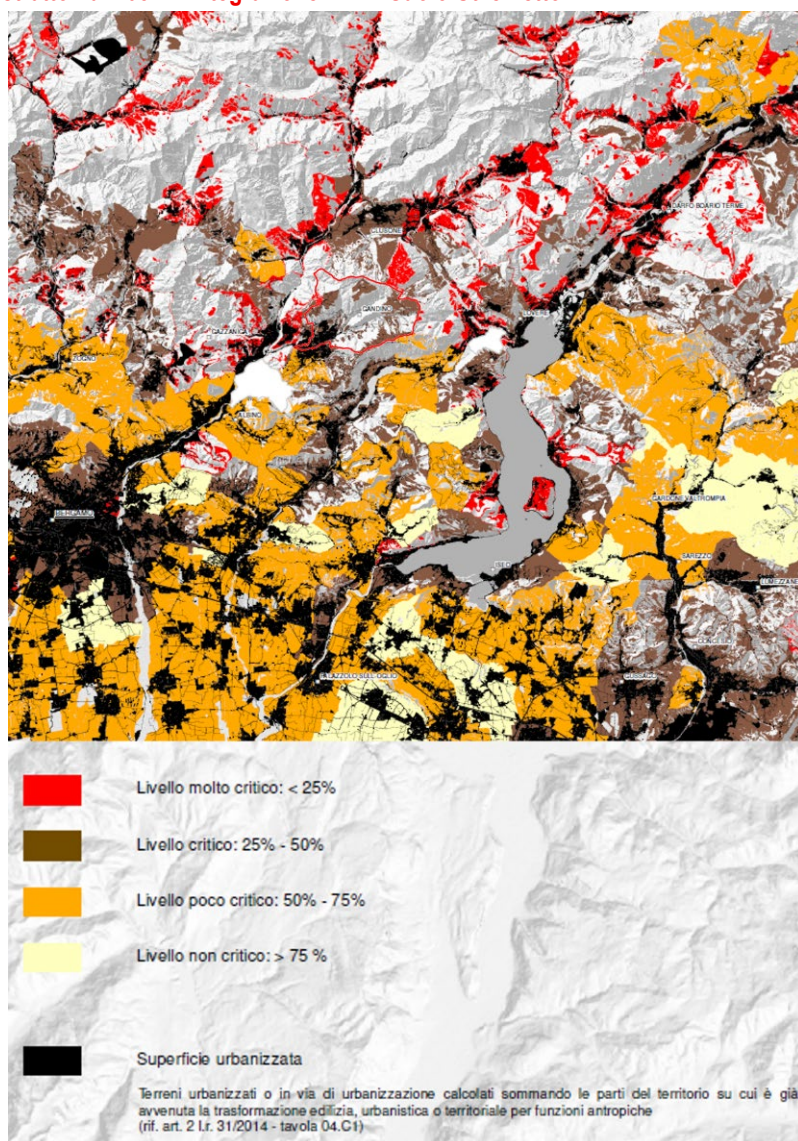 CLUSONE
DARFO BOARIO TERME
GANDINO
LOVERE
GAZZANIGA
ZOGNO
ALBINO
BERGAMO
GARDONE VALTROMPIA
SAREZZO
ISEO
LUMEZZANE
CONCESIO
PALAZZOLO SULL'OGLIO
GUSSAGO
Livello molto critico: < 25%
Livello critico: 25% - 50%
Livello poco critico: 50% - 75%
Livello non critico: > 75 %
Superficie urbanizzata
Terreni urbanizzati o in via di urbanizzazione calcolati sommando le parti del territorio su cui è già
avvenuta la trasformazione edilizia, urbanistica o territoriale per funzioni antropiche
(rif. art. 2 l.r. 31/2014 - tavola 04.C1)